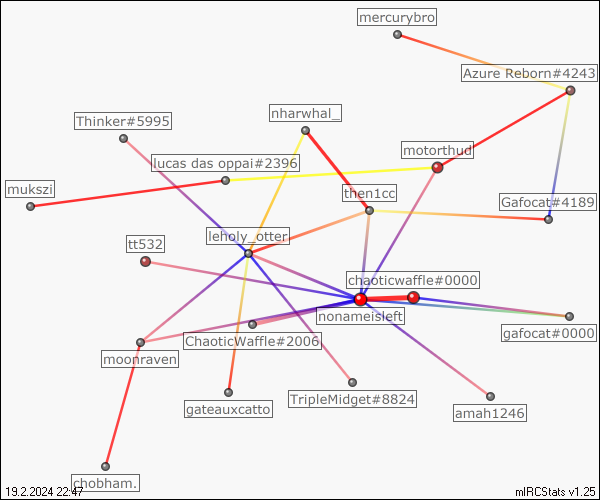 mercurybro
Azure Reborn#4243
nharwhal_
Thinker#5995
motorthud
lucas das oppai#2396
mukszi
then1cc
Gafocat#4189
leholy_otter
tt532
chaoticwaffle#0000
nonameisleft
gafocat#0000
ChaoticWaffle#2006
moonraven
TripleMidget#8824
gateauxcatto
amah1246
chobham.
19.2.2024 22:47
mIRCStats v1.25